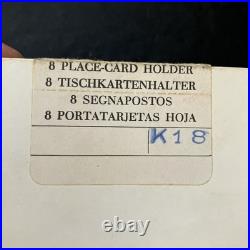 8 PLACE-CARD HOLDER
8 TISCHKARTENHALTER
8 SEGNAPOSTOS
8 PORTATARJETAS HOJA
K18